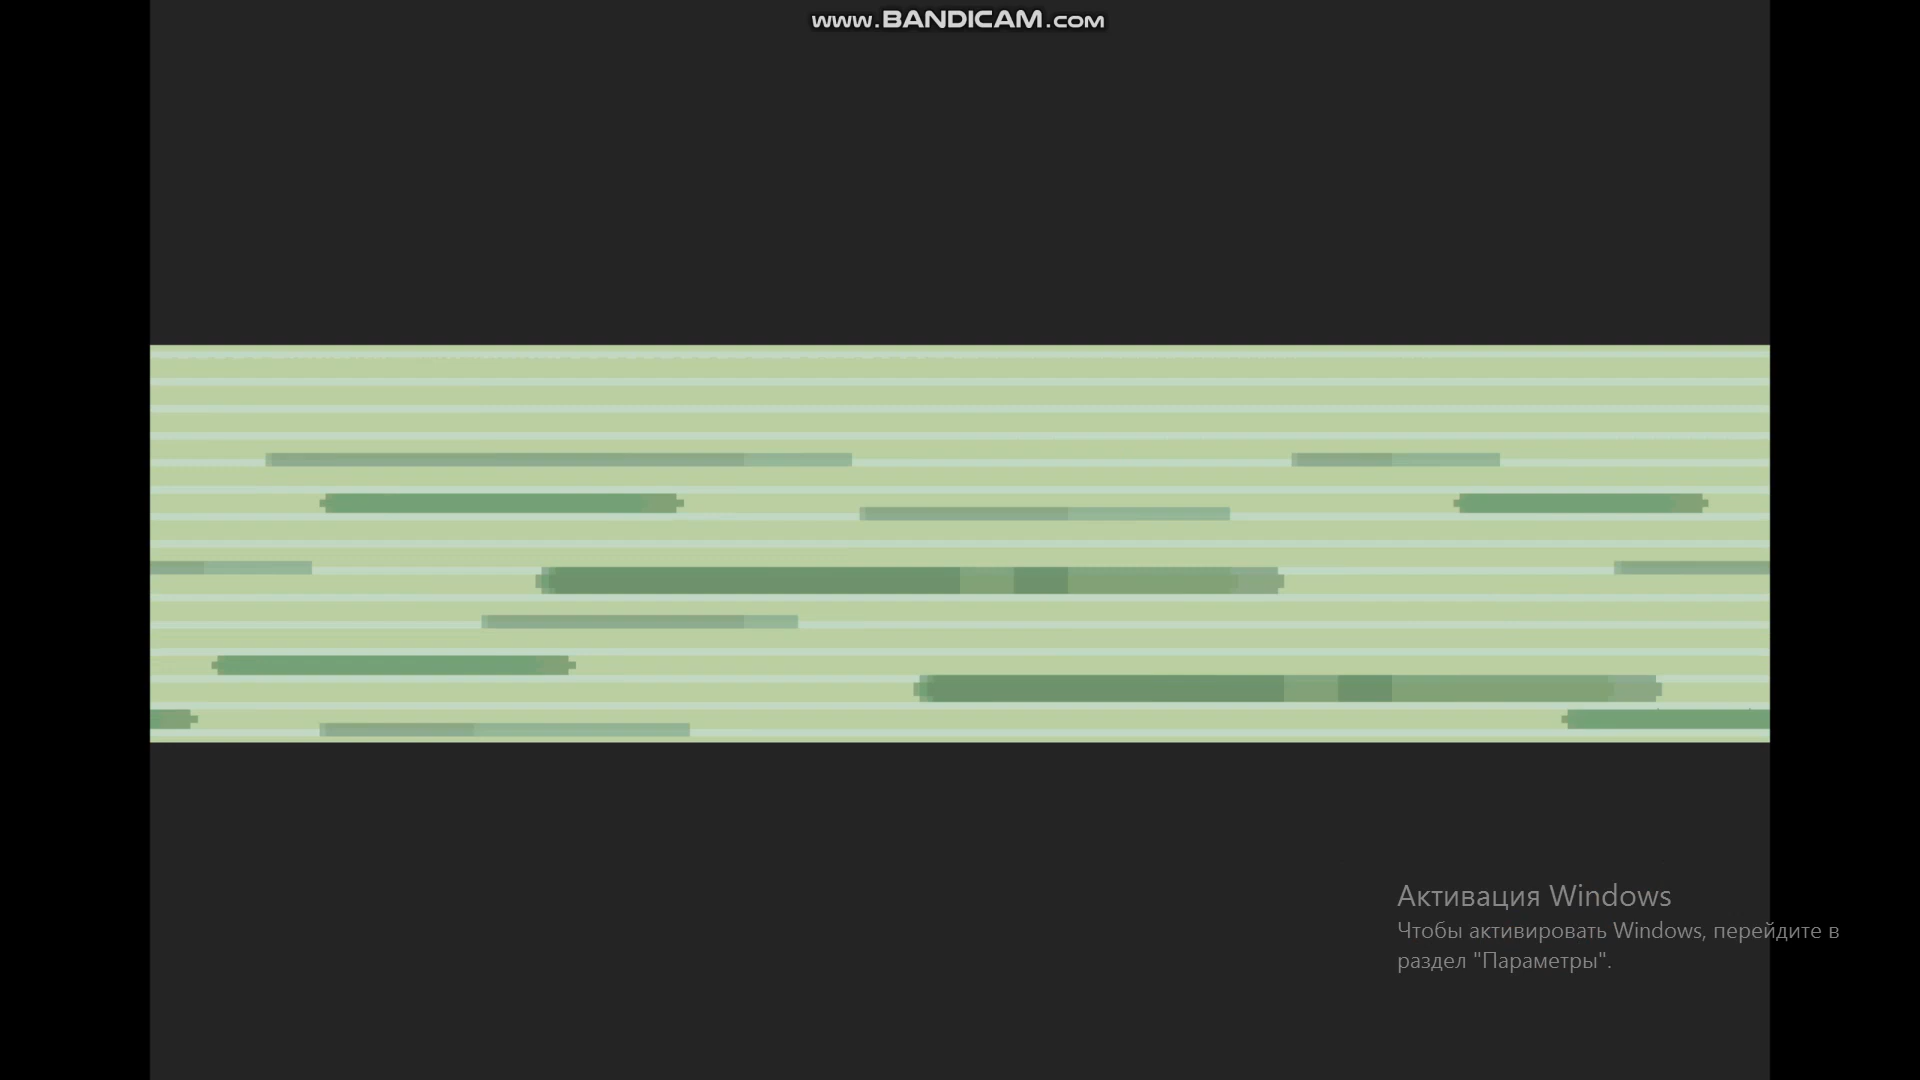 www.BANDICAM.com
Активация Windows
Чтобы активировать Windows, перейдите в
раздел "Параметры".